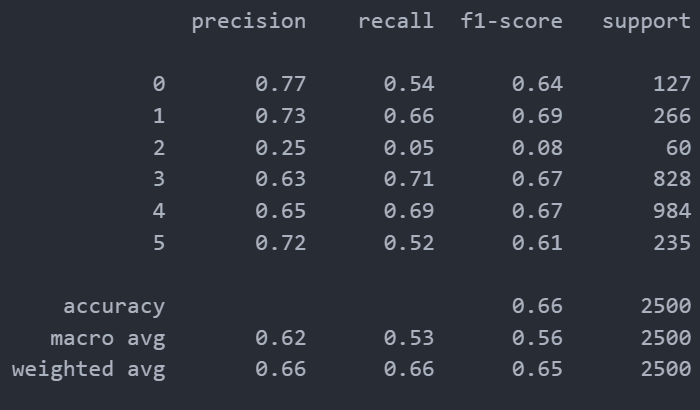 precision recall f1-score support
0 0.77 0.54 0.64 127
1 0.73 0.66 0.69 266
2 0.25 0.05 0.08 60
3 0.63 0.71 0.67 828
4 0.65 0.69 0.67 984
5 0.72 0.52 0.61 235
accuracy 0.66 2500
macro avg 0.62 0.53 0.56 2500
weighted avg 0.66 0.66 0.65 2500